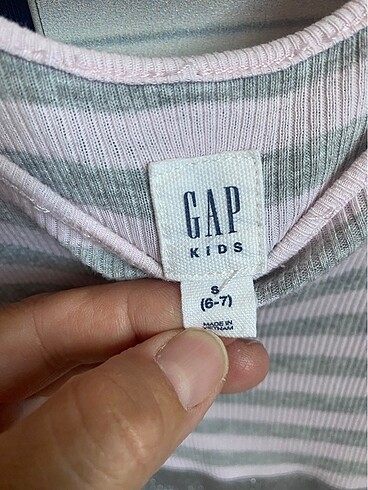 GAP
KIDS
S
(6-7)
MADE IN
VIETNAM